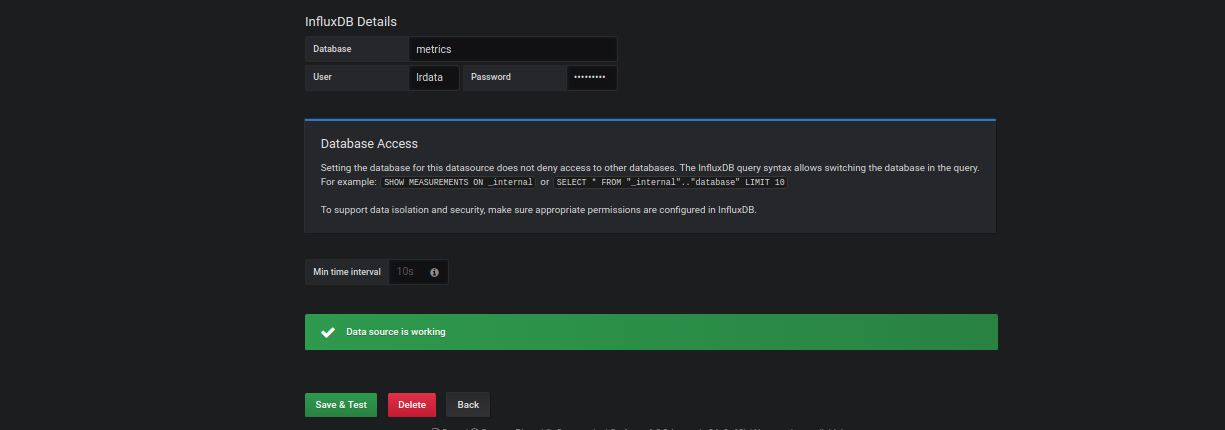 InfluxDB Details
Database metrics
User lrdata Password •••••••••
Database Access
Setting the database for this datasource does not deny access to other databases. The InfluxDB query syntax allows switching the database in the query.
For example: SHOW MEASUREMENTS ON _internal or SELECT * FROM "_internal".."database" LIMIT 10
To support data isolation and security, make sure appropriate permissions are configured in InfluxDB.
Min time interval 10s
Data source is working
Save & Test Delete Back